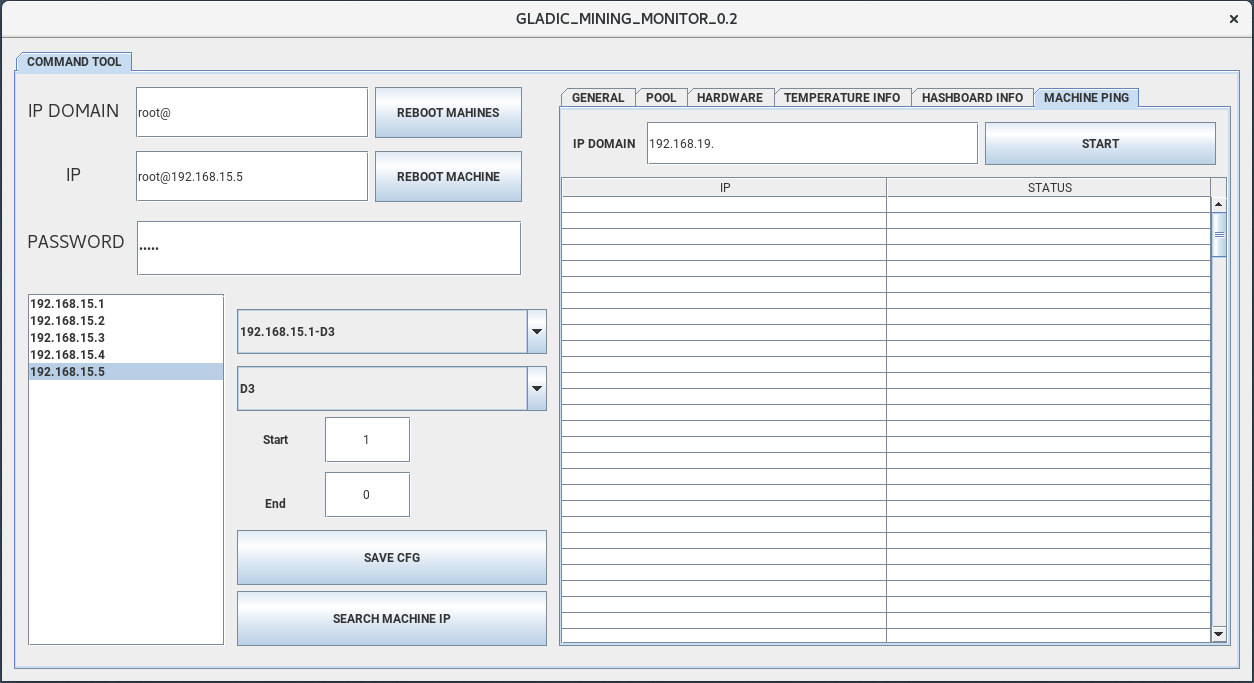 GLADIC_MINING_MONITOR_0.2
COMMAND TOOL
IP DOMAIN
root@
REBOOT MAHINES
IP
root@192.168.15.5
REBOOT MACHINE
PASSWORD
•••••
192.168.15.1
192.168.15.2
192.168.15.3
192.168.15.4
192.168.15.5
192.168.15.1-D3
D3
Start
1
End
0
SAVE CFG
SEARCH MACHINE IP
GENERAL
POOL
HARDWARE
TEMPERATURE INFO
HASHBOARD INFO
MACHINE PING
IP DOMAIN
192.168.19.
START
IP
STATUS